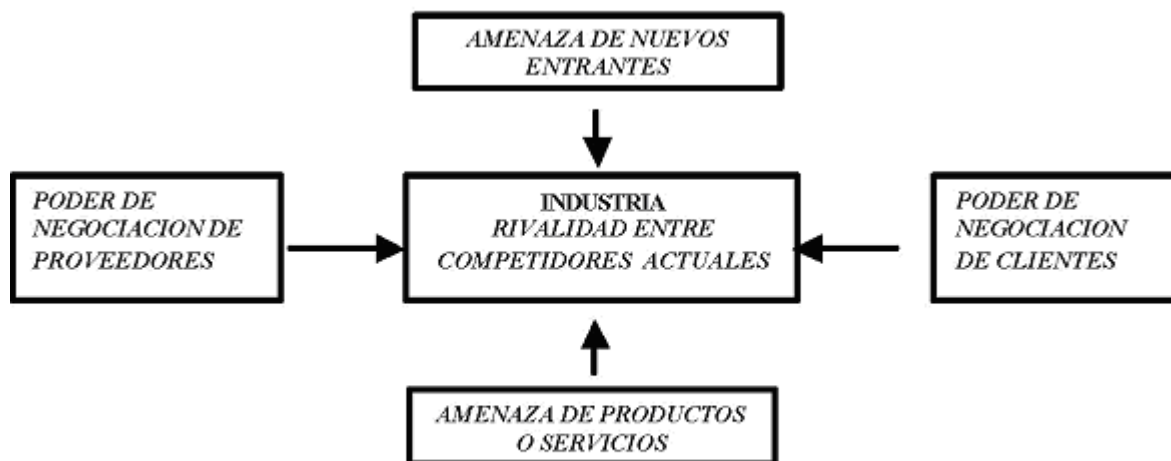 AMENAZA DE NUEVOS
ENTRANTES
PODER DE
NEGOCIACION DE
PROVEEDORES
INDUSTRIA
RIVALIDAD ENTRE
COMPETIDORES ACTUALES
PODER DE
NEGOCIACION
DE CLIENTES
AMENAZA DE PRODUCTOS
O SERVICIOS